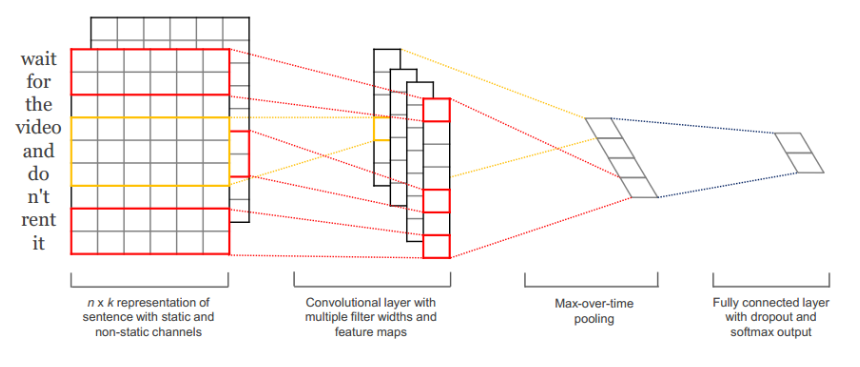 wait
for
the
video
and
do
n't
rent
it
n x k representation of
sentence with static and
non-static channels
Convolutional layer with
multiple filter widths and
feature maps
Max-over-time
pooling
Fully connected layer
with dropout and
softmax output